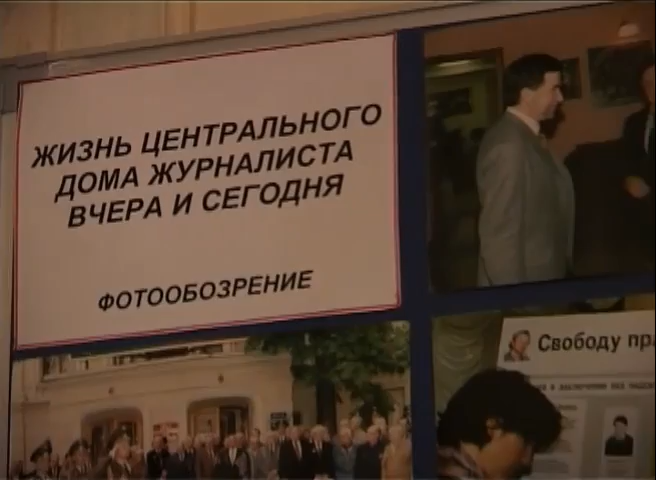 ЖИЗНЬ ЦЕНТРАЛЬНОГО
ДОМА ЖУРНАЛИСТА
ВЧЕРА И СЕГОДНЯ
ФОТООБОЗРЕНИЕ
Свободу пр